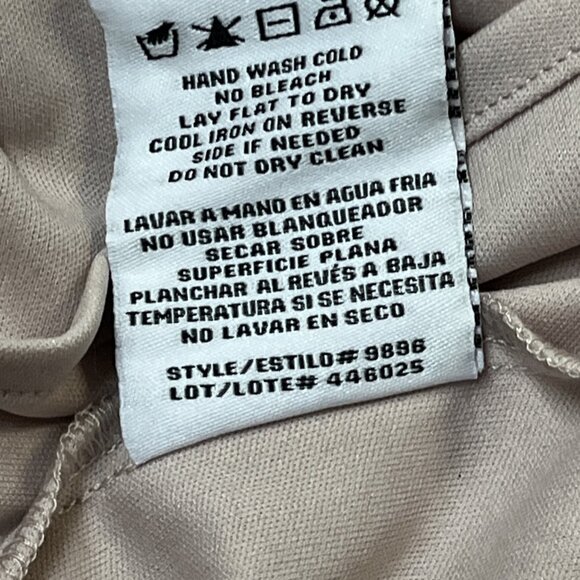 HAND WASH COLD
NO BLEACH
LAY FLAT TO DRY
COOL IRON ON REVERSE
SIDE IF NEEDED
DO NOT DRY CLEAN
LAVAR A MANO EN AGUA FRIA
NO USAR BLANQUEADOR
SECAR SOBRE
SUPERFICIE PLANA
PLANCHAR AL REVÉS A BAJA
TEMPERATURA SI SE NECESITA
NO LAVAR EN SECO
STYLE/ESTILO# 9896
LOT/LOTE# 446025